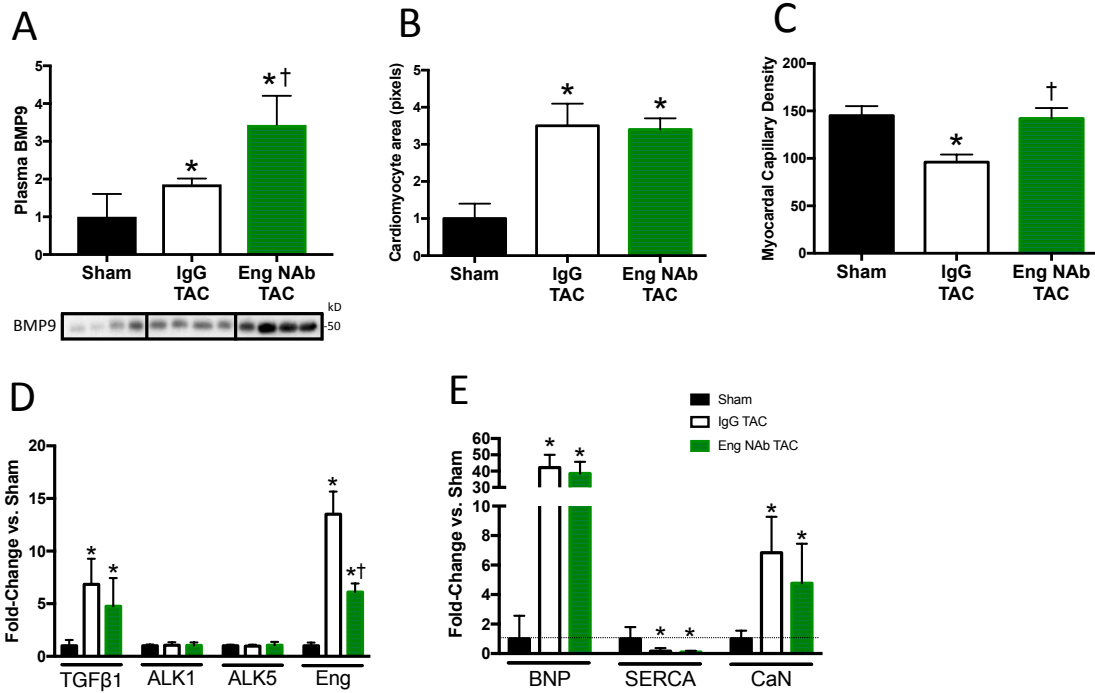 A
Plasma BMP9
5
4
3
2
1
0
* †
*
Sham
IgG
TAC
Eng NAb
TAC
BMP9
kD
-50
B
Cardiomyocyte area (pixels)
5
4
3
2
1
0
*
*
Sham
IgG
TAC
Eng NAb
TAC
C
Myocardal Capillary Density
200
150
100
50
0
*
†
Sham
IgG
TAC
Eng NAb
TAC
D
Fold-Change vs. Sham
20
15
10
5
0
*
*
*
*†
TGFβ1
ALK1
ALK5
Eng
E
Sham
IgG TAC
Eng NAb TAC
Fold-Change vs. Sham
60
50
40
30
10
8
6
4
2
0
*
*
*
*
*
*
BNP
SERCA
CaN